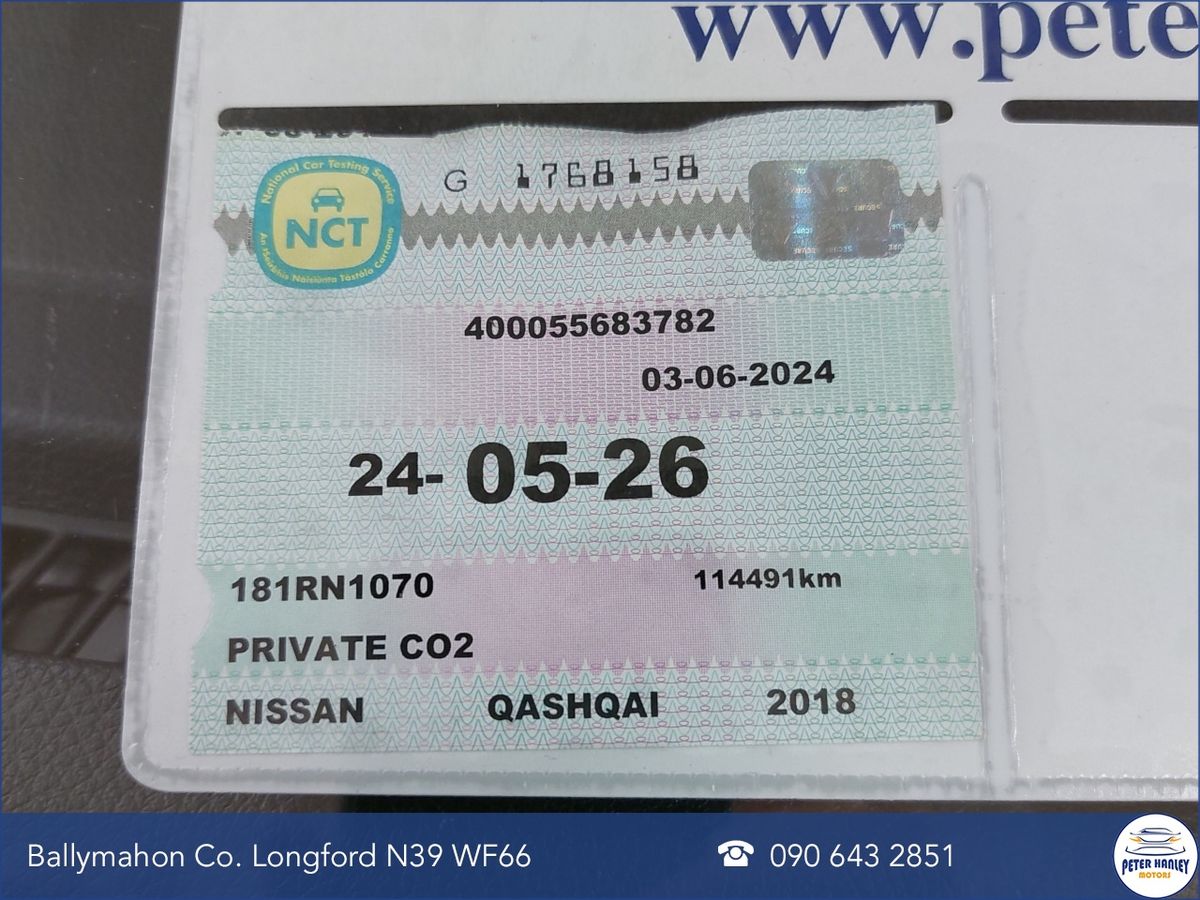 www.pete
National Car Testing Service
NCT
An tSeirbhís Náisiúnta Tástála Carranna
G 1768158
400055683782
03-06-2024
24-05-26
181RN1070 114491km
PRIVATE CO2
NISSAN QASHQAI 2018
Ballymahon Co. Longford N39 WF66 ☎ 090 643 2851
PETER HANLEY
MOTORS